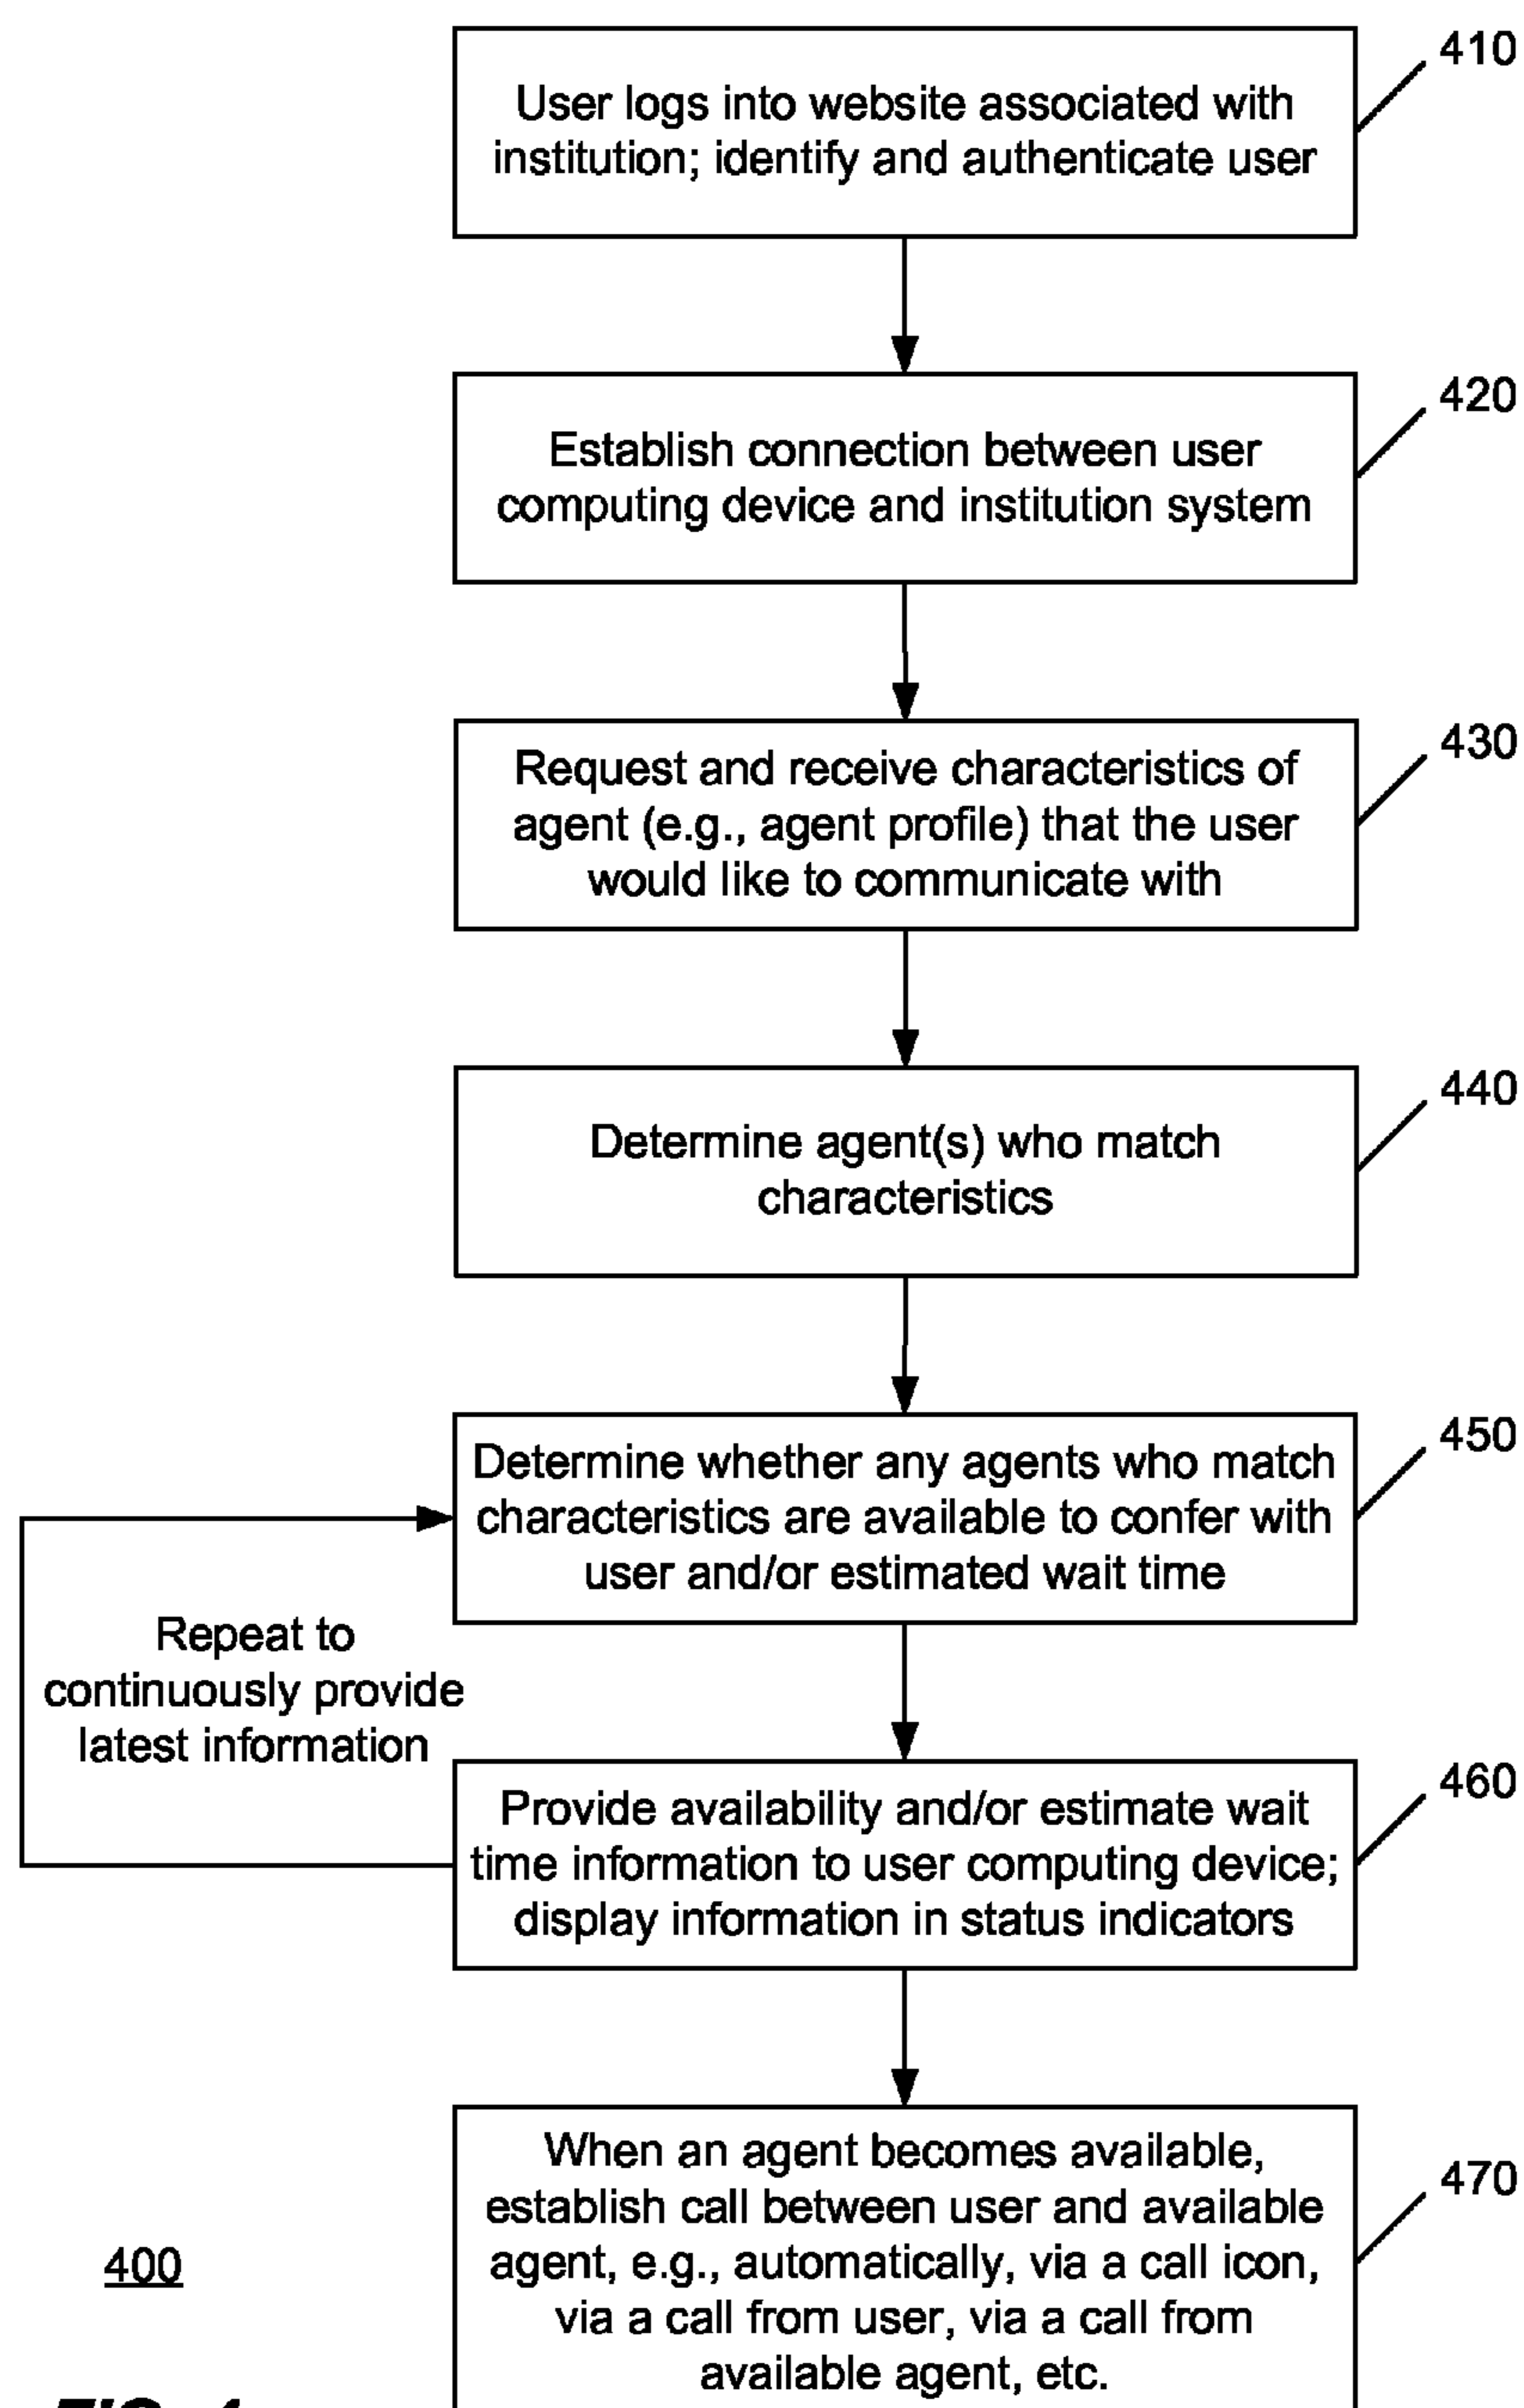 410
User logs into website associated with
institution; identify and authenticate user
420
Establish connection between user
computing device and institution system
430
Request and receive characteristics of
agent (e.g., agent profile) that the user
would like to communicate with
440
Determine agent(s) who match
characteristics
450
Determine whether any agents who match
characteristics are available to confer with
user and/or estimated wait time
Repeat to
continuously provide
latest information
460
Provide availability and/or estimate wait
time information to user computing device;
display information in status indicators
470
When an agent becomes available,
establish call between user and available
agent, e.g., automatically, via a call icon,
via a call from user, via a call from
available agent, etc.
400